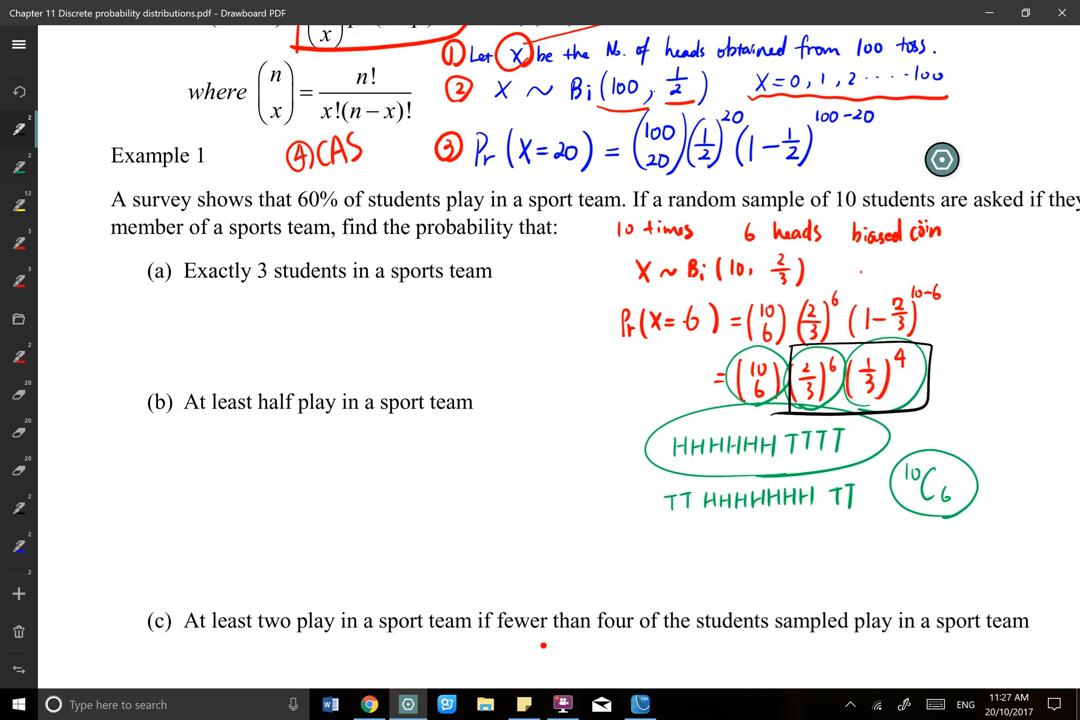 Chapter 11 Discrete probability distributions.pdf - Drawboard PDF
(x)
① Let X be the No. of heads obtained from 100 toss.
where (n x) = n! / x!(n−x)!
② X ~ Bi (100, 1/2) X = 0, 1, 2 ..... 100
Example 1
④ CAS
③ Pr (X = 20) = (100 20) (1/2)^20 (1 − 1/2)^100-20
A survey shows that 60% of students play in a sport team. If a random sample of 10 students are asked if they
member of a sports team, find the probability that:
10 times 6 heads biased coin
(a) Exactly 3 students in a sports team
X ~ Bi (10, 2/3)
Pr (X = 6) = (10 6) (2/3)^6 (1 − 2/3)^10-6
= (10 6) (2/3)^6 (1/3)^4
(b) At least half play in a sport team
HHHHHH TTTT
TT HHHHHHH TT
10C6
(c) At least two play in a sport team if fewer than four of the students sampled play in a sport team
Type here to search
ENG
11:27 AM
20/10/2017